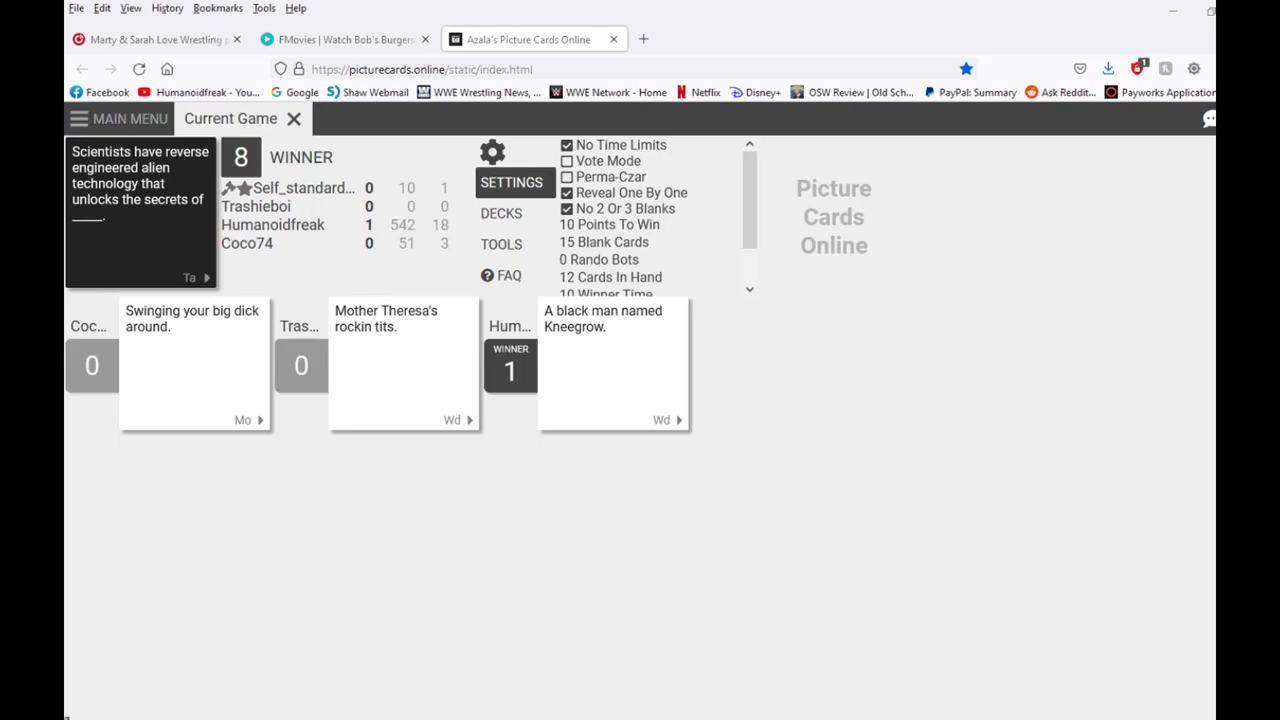 File Edit View History Bookmarks Tools Help
Marty & Sarah Love Wrestling p
FMovies | Watch Bob's Burgers
Azala's Picture Cards Online
https://picturecards.online/static/index.html
Facebook Humanoidfreak - You... Google Shaw Webmail WWE Wrestling News, ... WWE Network - Home Netflix Disney+ OSW Review | Old Sch... PayPal: Summary Ask Reddit... Payworks Application
MAIN MENU Current Game
Scientists have reverse
engineered alien
technology that
unlocks the secrets of
_____.
Ta
8 WINNER
Self_standard... 0 10 1
Trashieboi 0 0 0
Humanoidfreak 1 542 18
Coco74 0 51 3
SETTINGS
DECKS
TOOLS
FAQ
No Time Limits
Vote Mode
Perma-Czar
Reveal One By One
No 2 Or 3 Blanks
10 Points To Win
15 Blank Cards
0 Rando Bots
12 Cards In Hand
10 Winner Time
Picture
Cards
Online
Coc...
0
Swinging your big dick
around.
Mo
Tras...
0
Mother Theresa's
rockin tits.
Wd
Hum...
WINNER
1
A black man named
Kneegrow.
Wd